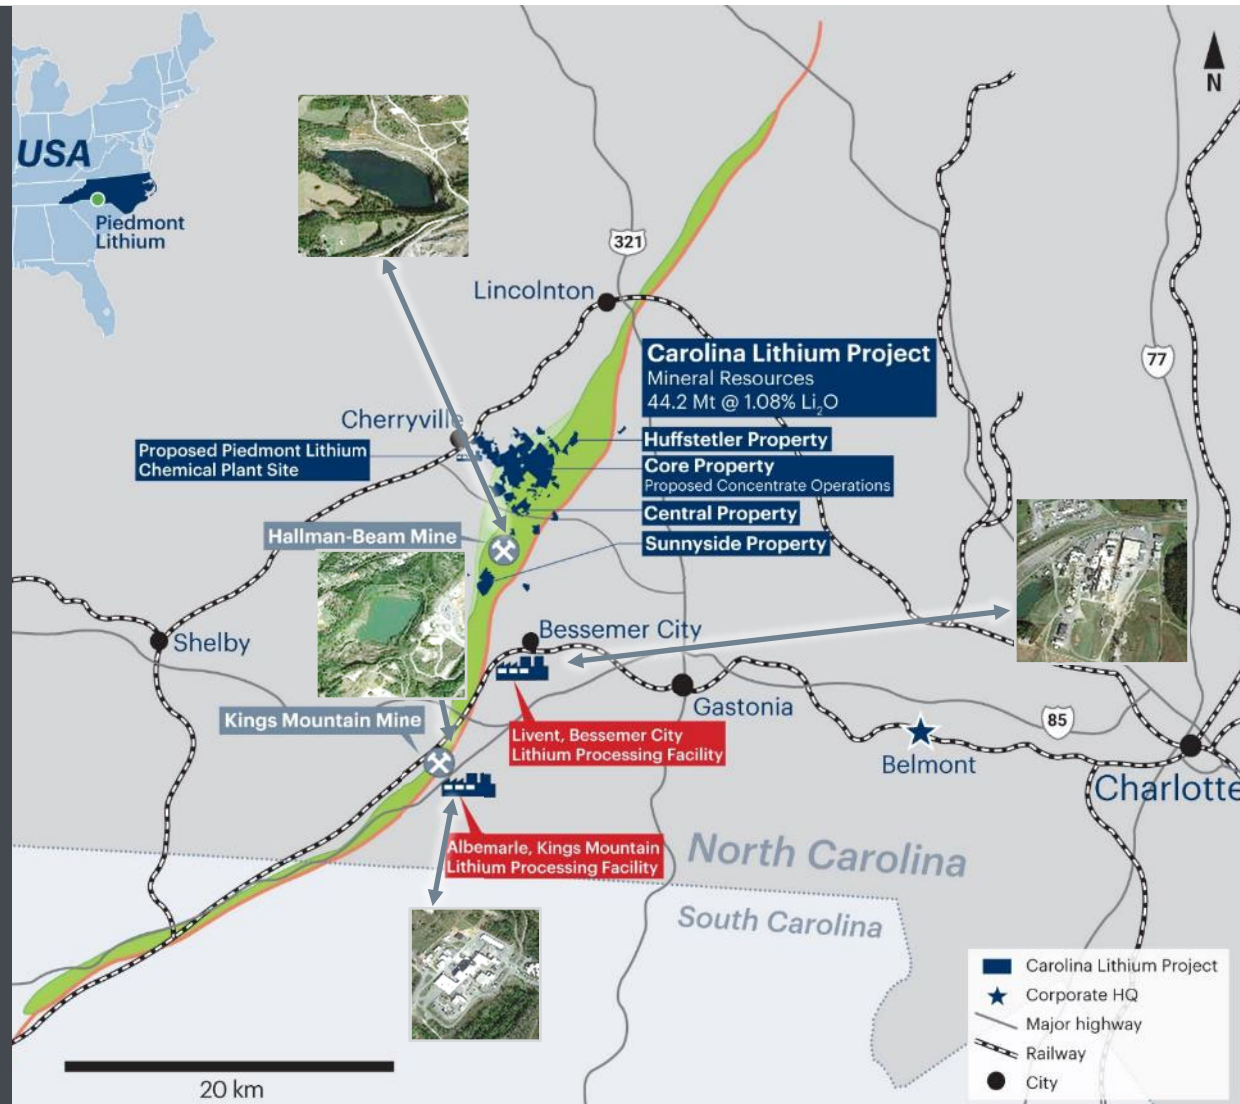 N
USA
Piedmont
Lithium
321
Lincolnton
77
Carolina Lithium Project
Mineral Resources
44.2 Mt @ 1.08% Li₂O
Cherryville
Proposed Piedmont Lithium
Chemical Plant Site
Huffstetler Property
Core Property
Proposed Concentrate Operations
Central Property
Hallman-Beam Mine
Sunnyside Property
Shelby
Bessemer City
Gastonia
Kings Mountain Mine
Livent, Bessemer City
Lithium Processing Facility
85
Belmont
Charlotte
Albemarle, Kings Mountain
Lithium Processing Facility
North Carolina
South Carolina
Carolina Lithium Project
Corporate HQ
Major highway
Railway
City
20 km